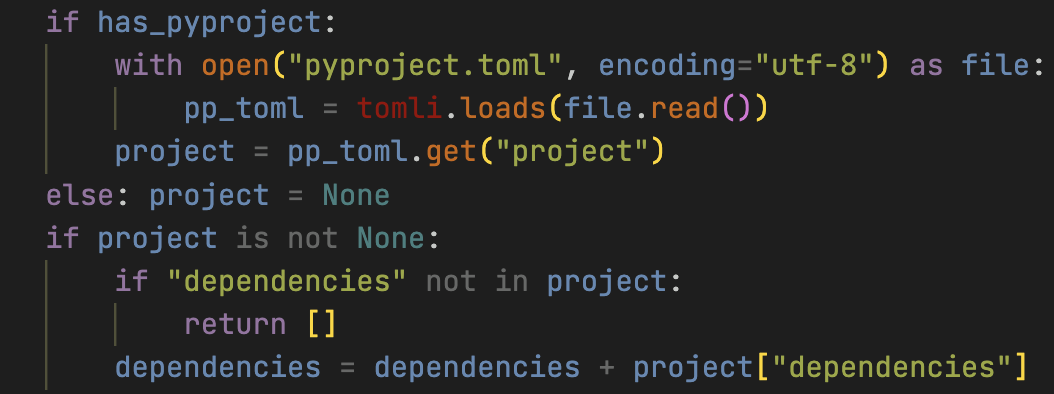 if has_pyproject:
    with open("pyproject.toml", encoding="utf-8") as file:
        pp_toml = tomli.loads(file.read())
    project = pp_toml.get("project")
else: project = None
if project is not None:
    if "dependencies" not in project:
        return []
    dependencies = dependencies + project["dependencies"]